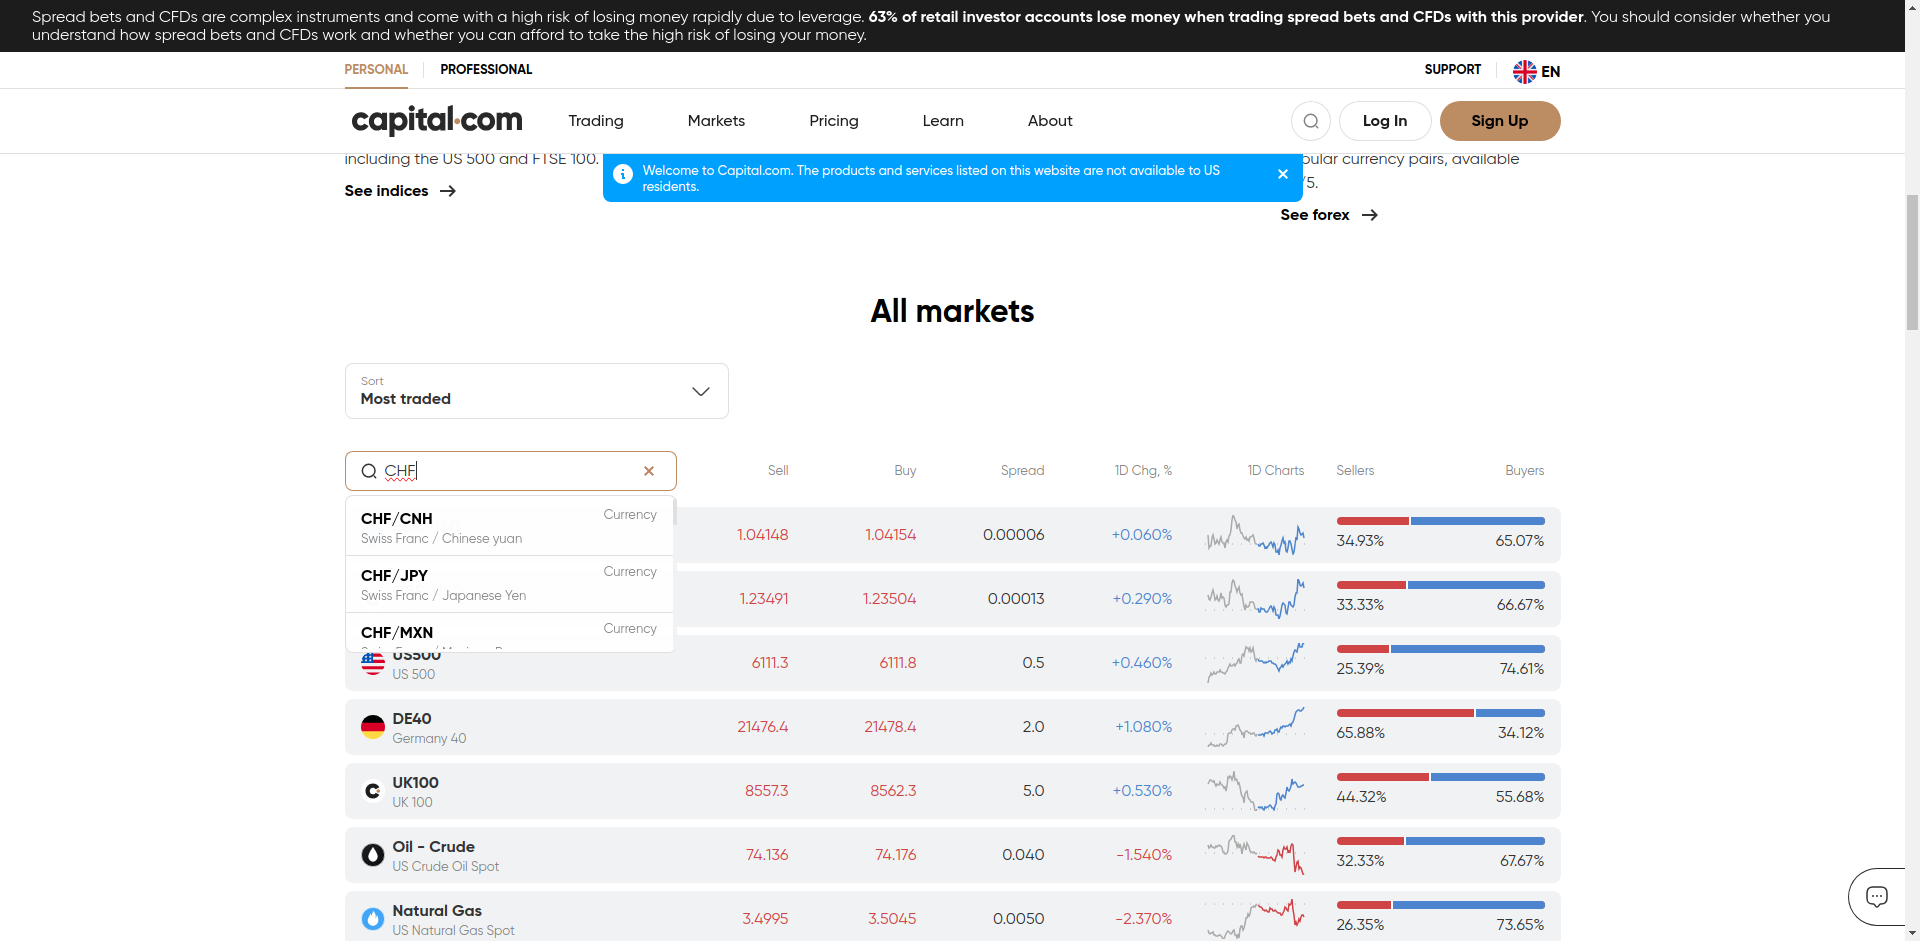 Spread bets and CFDs are complex instruments and come with a high risk of losing money rapidly due to leverage. 63% of retail investor accounts lose money when trading spread bets and CFDs with this provider. You should consider whether you
understand how spread bets and CFDs work and whether you can afford to take the high risk of losing your money.
PERSONAL PROFESSIONAL SUPPORT EN
capital.com Trading Markets Pricing Learn About Log In Sign Up
including the US 500 and FTSE 100. pular currency pairs, available
Welcome to Capital.com. The products and services listed on this website are not available to US
residents.
/5.
See indices
See forex
All markets
Sort
Most traded
CHF Sell Buy Spread 1D Chg, % 1D Charts Sellers Buyers
CHF/CNH Currency
Swiss Franc / Chinese yuan
1.04148 1.04154 0.00006 +0.060% 34.93% 65.07%
CHF/JPY Currency
Swiss Franc / Japanese Yen
1.23491 1.23504 0.00013 +0.290% 33.33% 66.67%
CHF/MXN Currency
US500
US 500
6111.3 6111.8 0.5 +0.460% 25.39% 74.61%
DE40
Germany 40
21476.4 21478.4 2.0 +1.080% 65.88% 34.12%
UK100
UK 100
8557.3 8562.3 5.0 +0.530% 44.32% 55.68%
Oil - Crude
US Crude Oil Spot
74.136 74.176 0.040 -1.540% 32.33% 67.67%
Natural Gas
US Natural Gas Spot
3.4995 3.5045 0.0050 -2.370% 26.35% 73.65%